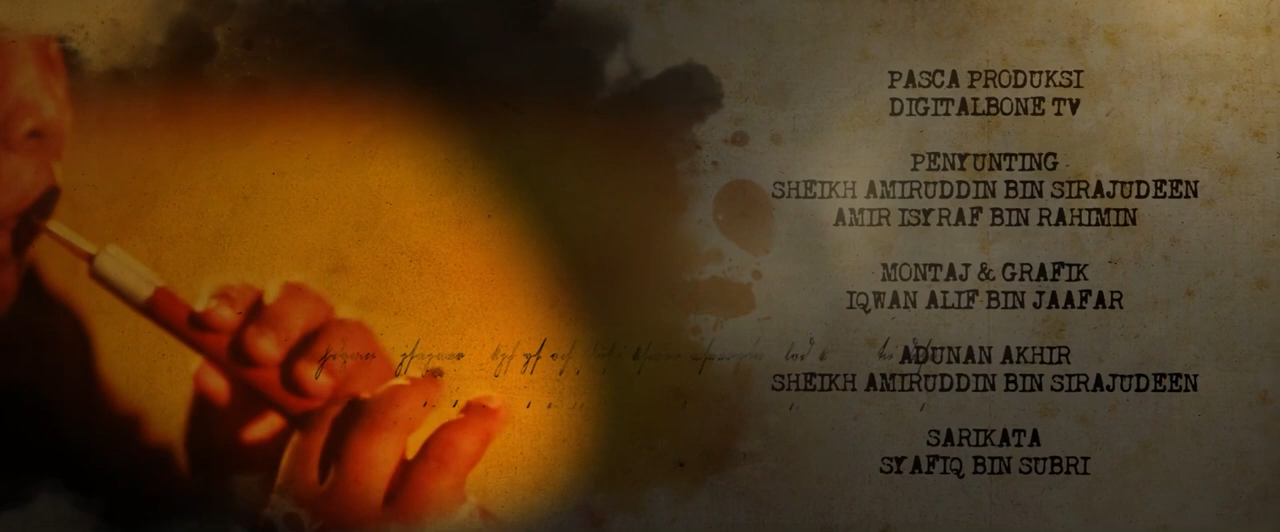 PASCA PRODUKSI
DIGITALBONE TV
PENYUNTING
SHEIKH AMIRUDDIN BIN SIRAJUDEEN
AMIR ISYRAF BIN RAHIMIN
MONTAJ & GRAFIK
IQWAN ALIF BIN JAAFAR
ADUNAN AKHIR
SHEIKH AMIRUDDIN BIN SIRAJUDEEN
SARIKATA
SYAFIQ BIN SUBRI